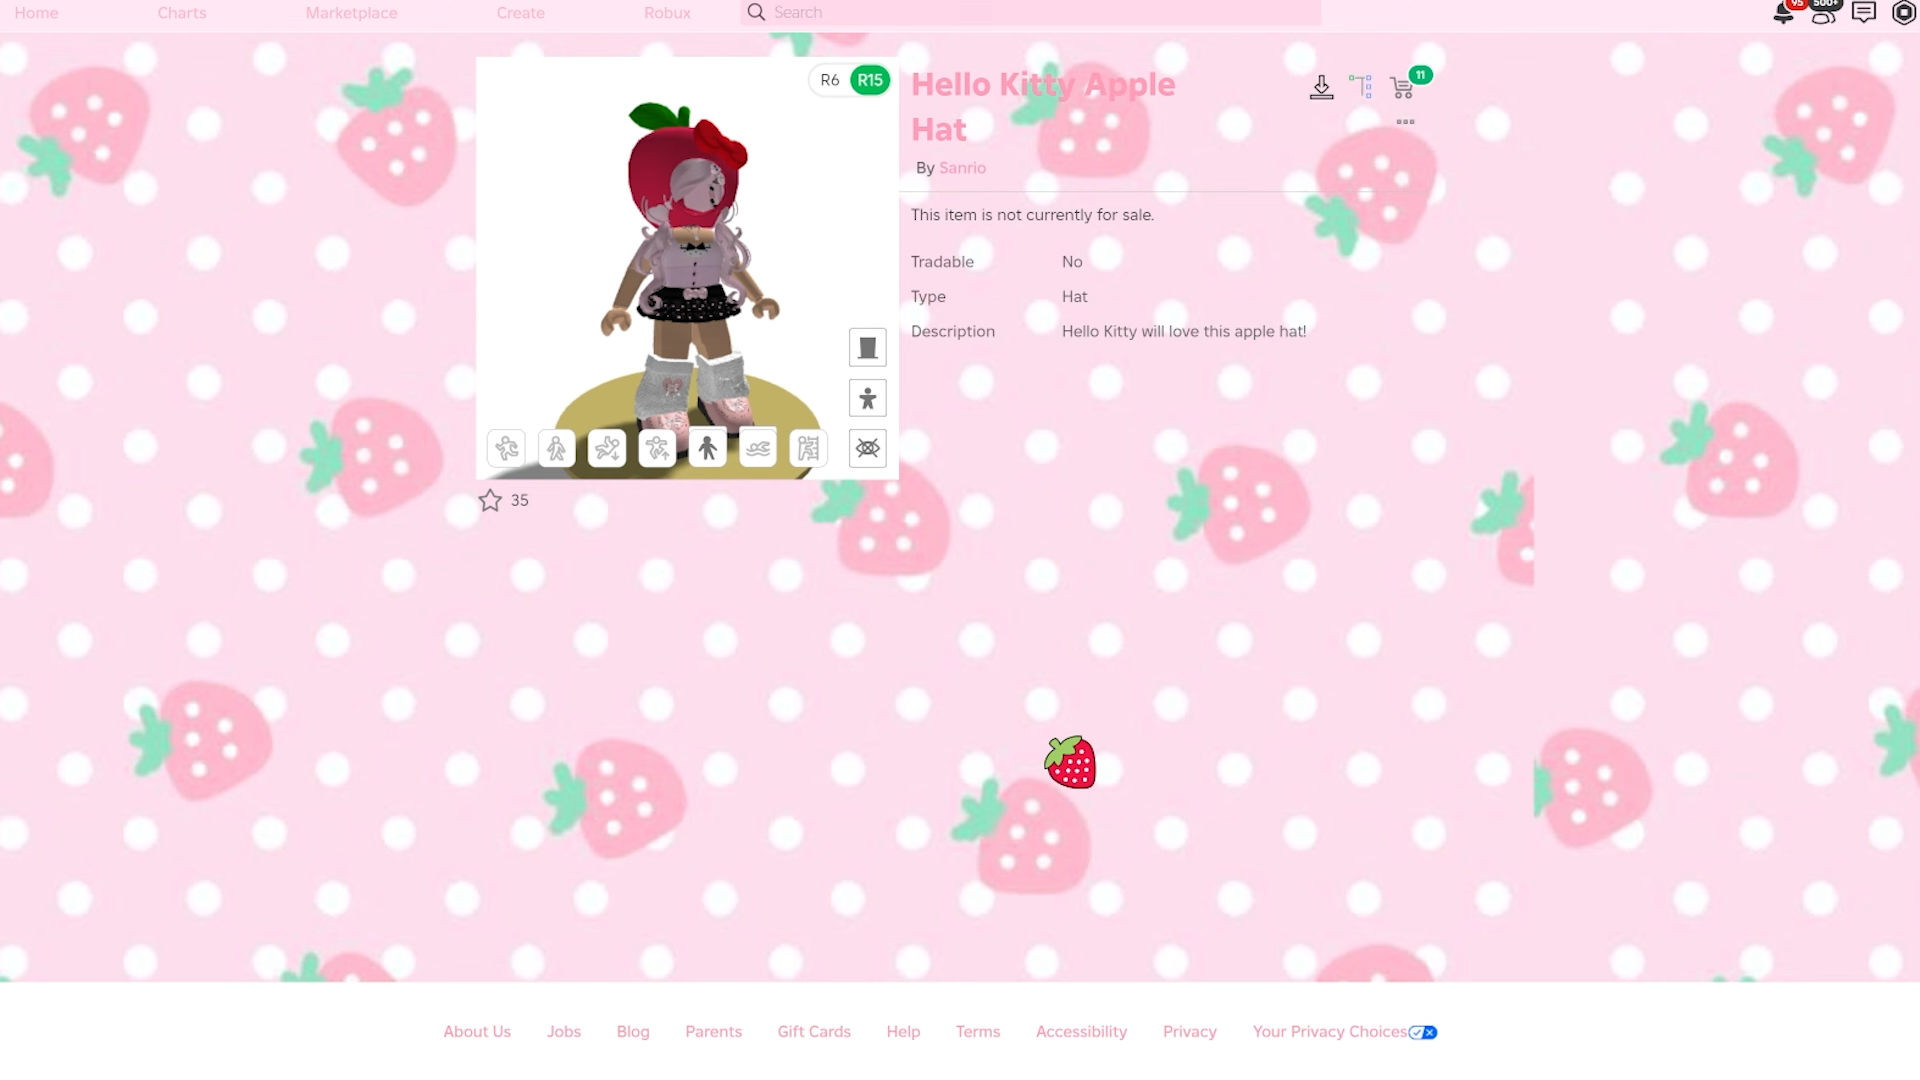 Home Charts Marketplace Create Robux Search 95 500+
R6 R15
Hello Kitty Apple
Hat
11
By Sanrio
This item is not currently for sale.
Tradable No
Type Hat
Description Hello Kitty will love this apple hat!
35
About Us Jobs Blog Parents Gift Cards Help Terms Accessibility Privacy Your Privacy Choices